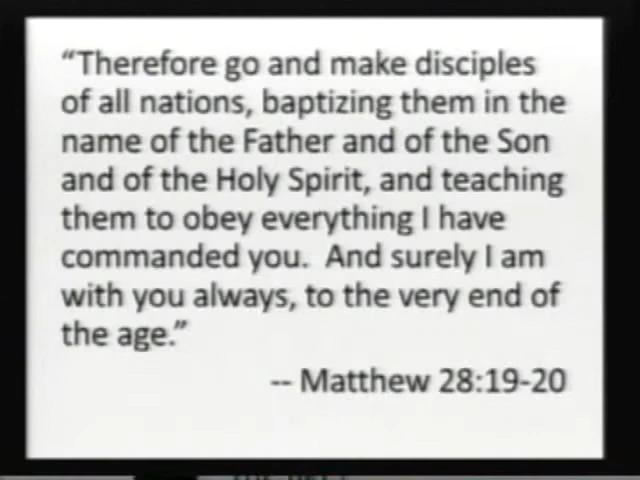 “Therefore go and make disciples
of all nations, baptizing them in the
name of the Father and of the Son
and of the Holy Spirit, and teaching
them to obey everything I have
commanded you.  And surely I am
with you always, to the very end of
the age.”
-- Matthew 28:19-20